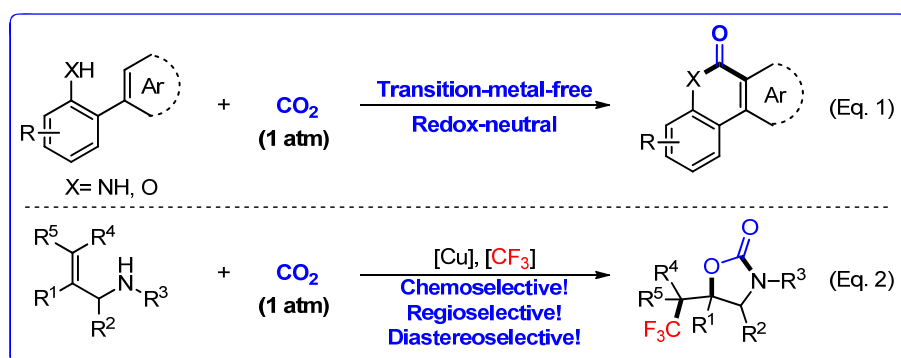 O
XH
X
Ar
Ar
+
CO2
Transition-metal-free
(Eq. 1)
(1 atm)
Redox-neutral
R
R
X= NH, O
R⁵
R⁴
O
H
N
[Cu], [CF3]
O
N
R³
+
CO2
R⁴
(Eq. 2)
R¹
R³
(1 atm)
Chemoselective!
R⁵
Regioselective!
R¹
R²
F3C
R²
Diastereoselective!